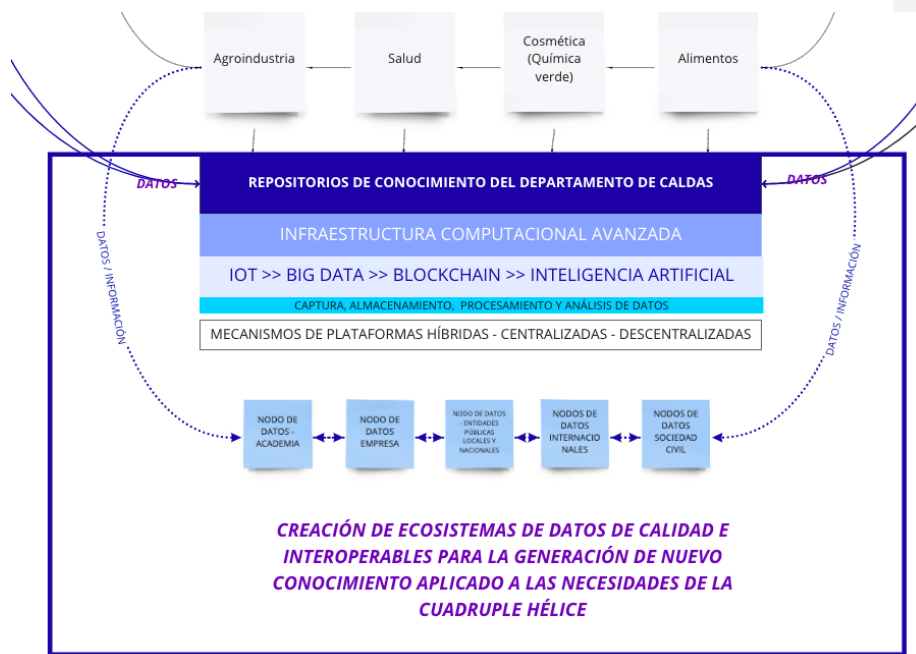 Agroindustria
Salud
Cosmética
(Química
verde)
Alimentos
DATOS
REPOSITORIOS DE CONOCIMIENTO DEL DEPARTAMENTO DE CALDAS
DATOS
INFRAESTRUCTURA COMPUTACIONAL AVANZADA
IOT >> BIG DATA >> BLOCKCHAIN >> INTELIGENCIA ARTIFICIAL
CAPTURA, ALMACENAMIENTO, PROCESAMIENTO Y ANÁLISIS DE DATOS
MECANISMOS DE PLATAFORMAS HÍBRIDAS - CENTRALIZADAS - DESCENTRALIZADAS
DATOS / INFORMACIÓN
DATOS / INFORMACIÓN
NODO DE
DATOS -
ACADEMIA
NODO DE
DATOS
EMPRESA
NODO DE DATOS
- ENTIDADES
PÚBLICAS
LOCALES Y
NACIONALES
NODOS DE
DATOS
INTERNACIO
NALES
NODOS DE
DATOS
SOCIEDAD
CIVIL
CREACIÓN DE ECOSISTEMAS DE DATOS DE CALIDAD E
INTEROPERABLES PARA LA GENERACIÓN DE NUEVO
CONOCIMIENTO APLICADO A LAS NECESIDADES DE LA
CUADRUPLE HÉLICE